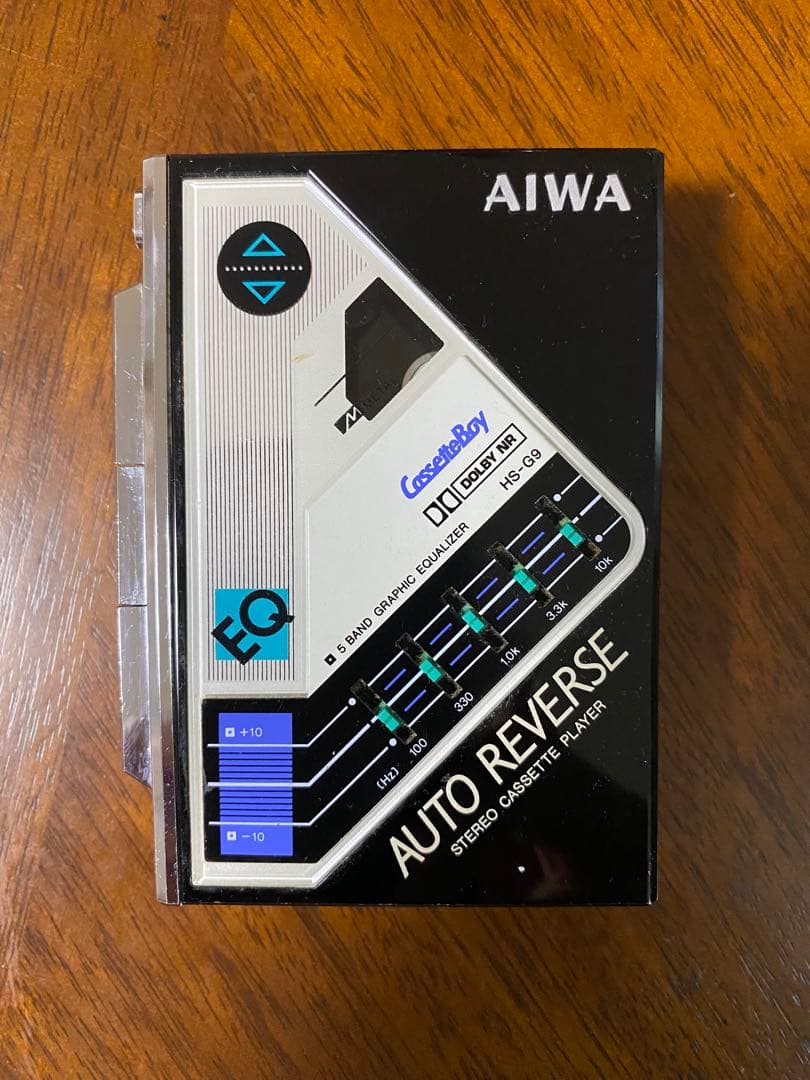 AIWA
METAL
CassetteBoy
DOLBY NR
HS-G9
5 BAND GRAPHIC EQUALIZER
EQ
+10
-10
(Hz) 100 330 1.0k 3.3k 10k
AUTO REVERSE
STEREO CASSETTE PLAYER